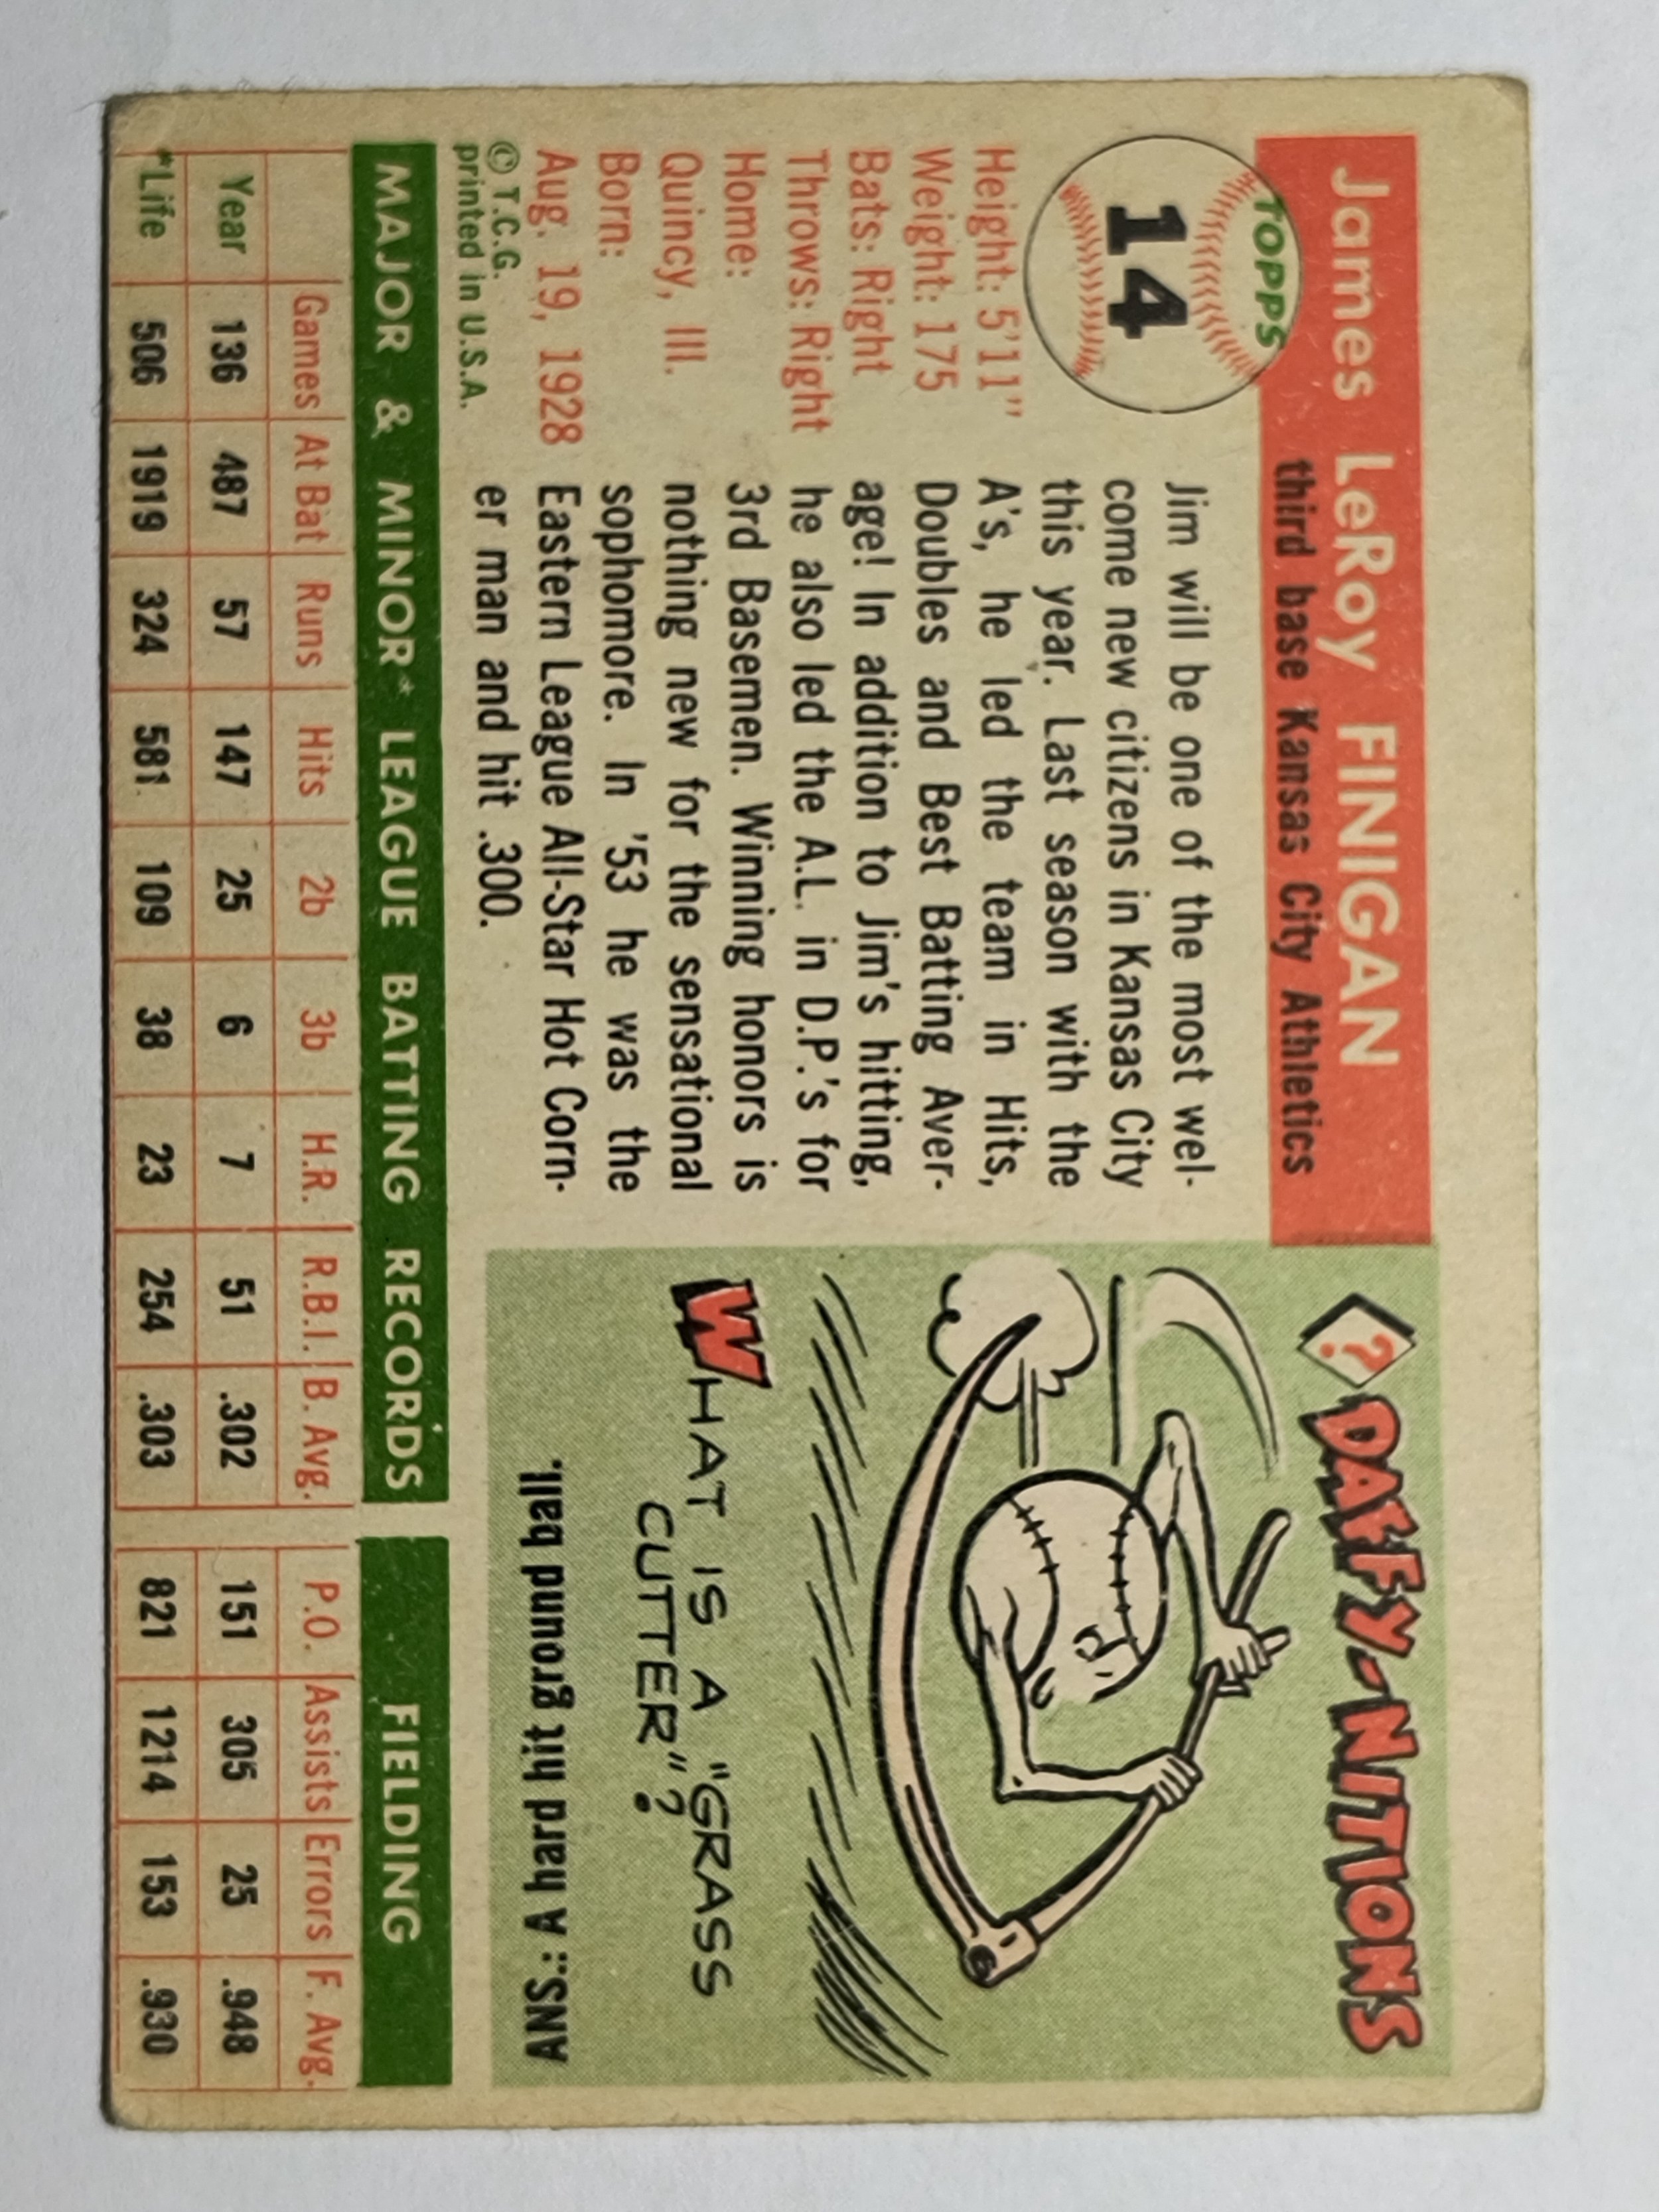 James LeRoy FINIGAN
third base Kansas City Athletics
TOPPS
14
Height: 5'11"
Weight: 175
Bats: Right
Throws: Right
Home:
Quincy, Ill.
Born:
Aug. 19, 1928
© T.C.G.
printed in U.S.A.
Jim will be one of the most wel-
come new citizens in Kansas City
this year. Last season with the
A's, he led the team in Hits,
Doubles and Best Batting Aver-
age! In addition to Jim's hitting,
he also led the A.L. in D.P.'s for
3rd Basemen. Winning honors is
nothing new for the sensational
sophomore. In '53 he was the
Eastern League All-Star Hot Corn-
er man and hit .300.
? DAFFY-NITIONS
WHAT IS A "GRASS
CUTTER"?
ANS.: A hard hit ground ball.
MAJOR & MINOR* LEAGUE BATTING RECORDS FIELDING
Games At Bat Runs Hits 2b 3b H.R. R.B.I. B. Avg. P.O. Assists Errors F. Avg.
Year 136 487 57 147 25 6 7 51 .302 151 305 25 .948
*Life 506 1919 324 581 109 38 23 254 .303 821 1214 153 .930